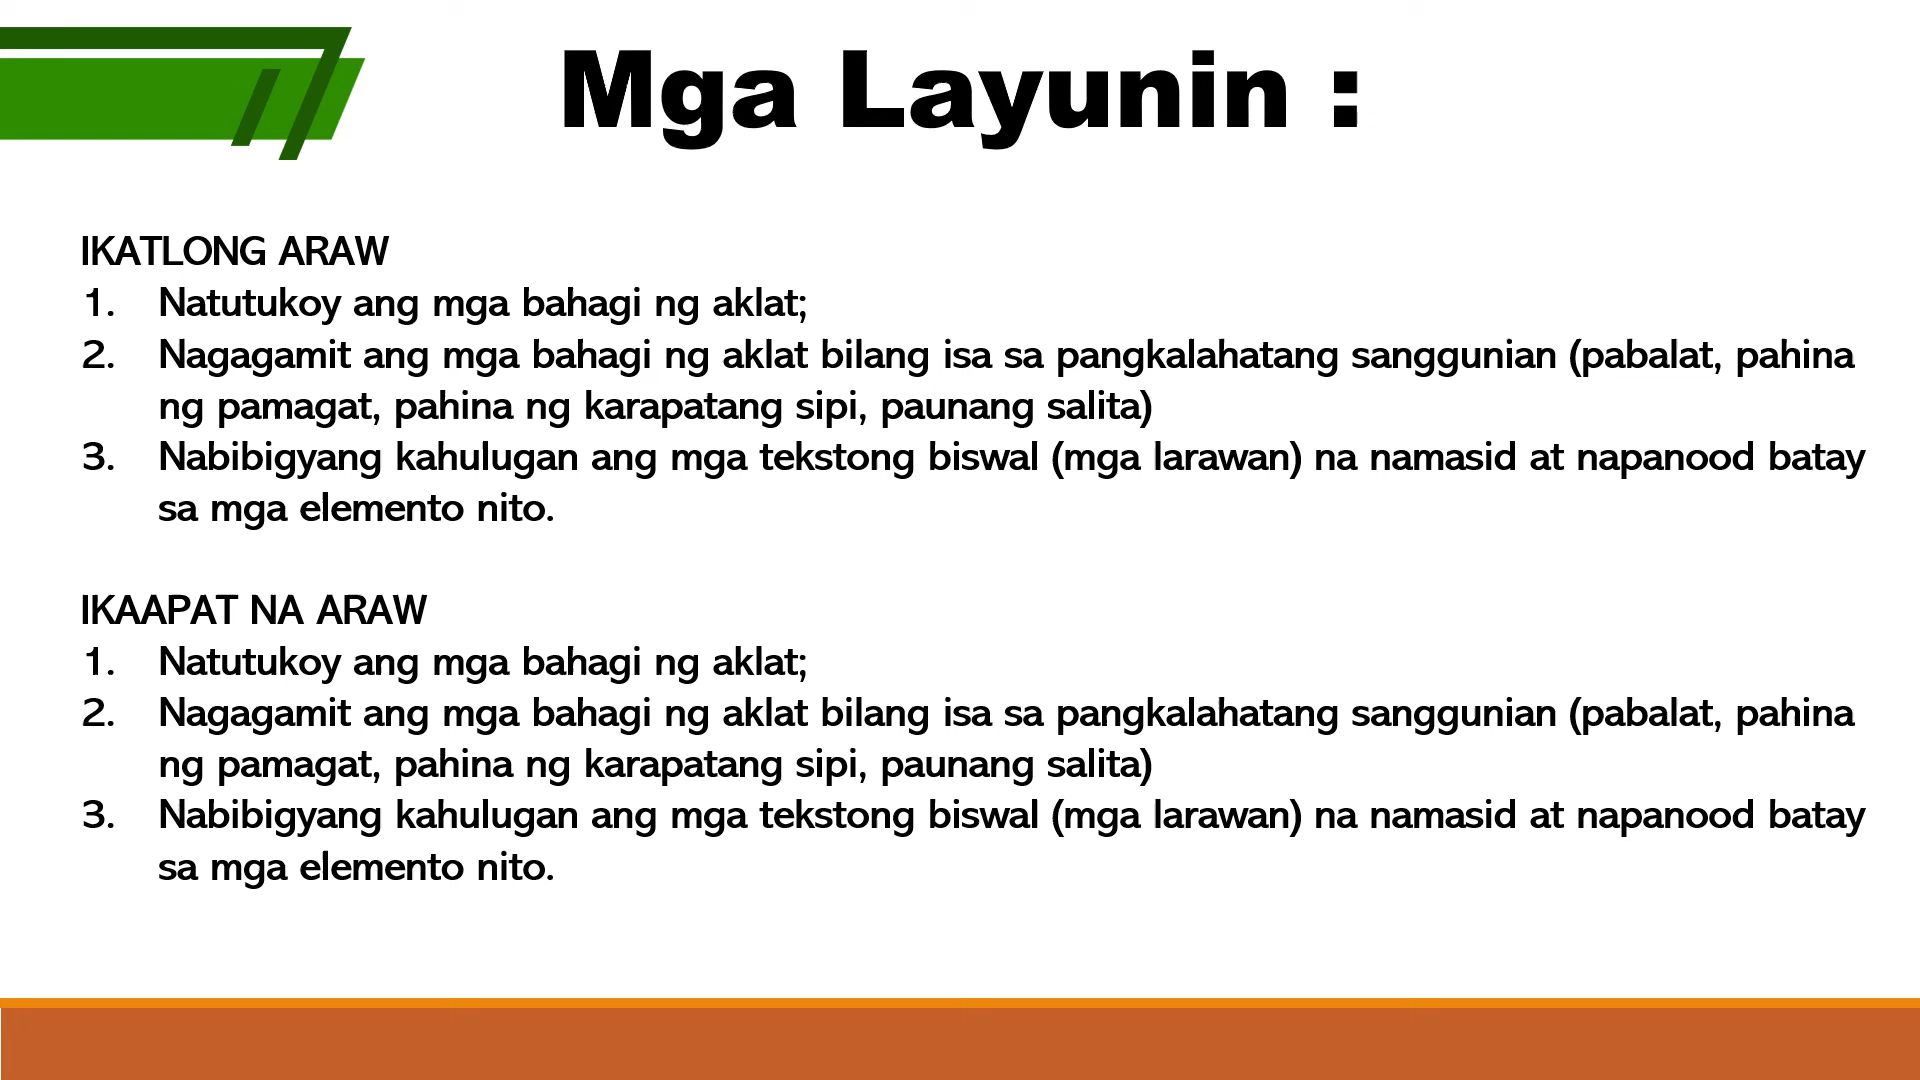 Mga Layunin :
IKATLONG ARAW
1. Natutukoy ang mga bahagi ng aklat;
2. Nagagamit ang mga bahagi ng aklat bilang isa sa pangkalahatang sanggunian (pabalat, pahina
ng pamagat, pahina ng karapatang sipi, paunang salita)
3. Nabibigyang kahulugan ang mga tekstong biswal (mga larawan) na namasid at napanood batay
sa mga elemento nito.
IKAAPAT NA ARAW
1. Natutukoy ang mga bahagi ng aklat;
2. Nagagamit ang mga bahagi ng aklat bilang isa sa pangkalahatang sanggunian (pabalat, pahina
ng pamagat, pahina ng karapatang sipi, paunang salita)
3. Nabibigyang kahulugan ang mga tekstong biswal (mga larawan) na namasid at napanood batay
sa mga elemento nito.